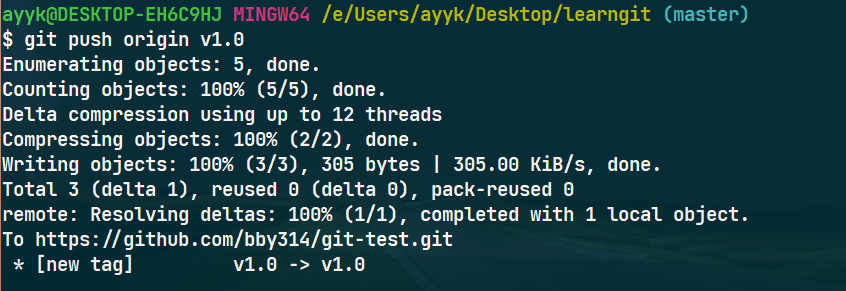 ayyk@DESKTOP-EH6C9HJ MINGW64 /e/Users/ayyk/Desktop/learngit (master)
$ git push origin v1.0
Enumerating objects: 5, done.
Counting objects: 100% (5/5), done.
Delta compression using up to 12 threads
Compressing objects: 100% (2/2), done.
Writing objects: 100% (3/3), 305 bytes | 305.00 KiB/s, done.
Total 3 (delta 1), reused 0 (delta 0), pack-reused 0
remote: Resolving deltas: 100% (1/1), completed with 1 local object.
To https://github.com/bby314/git-test.git
 * [new tag]         v1.0 -> v1.0